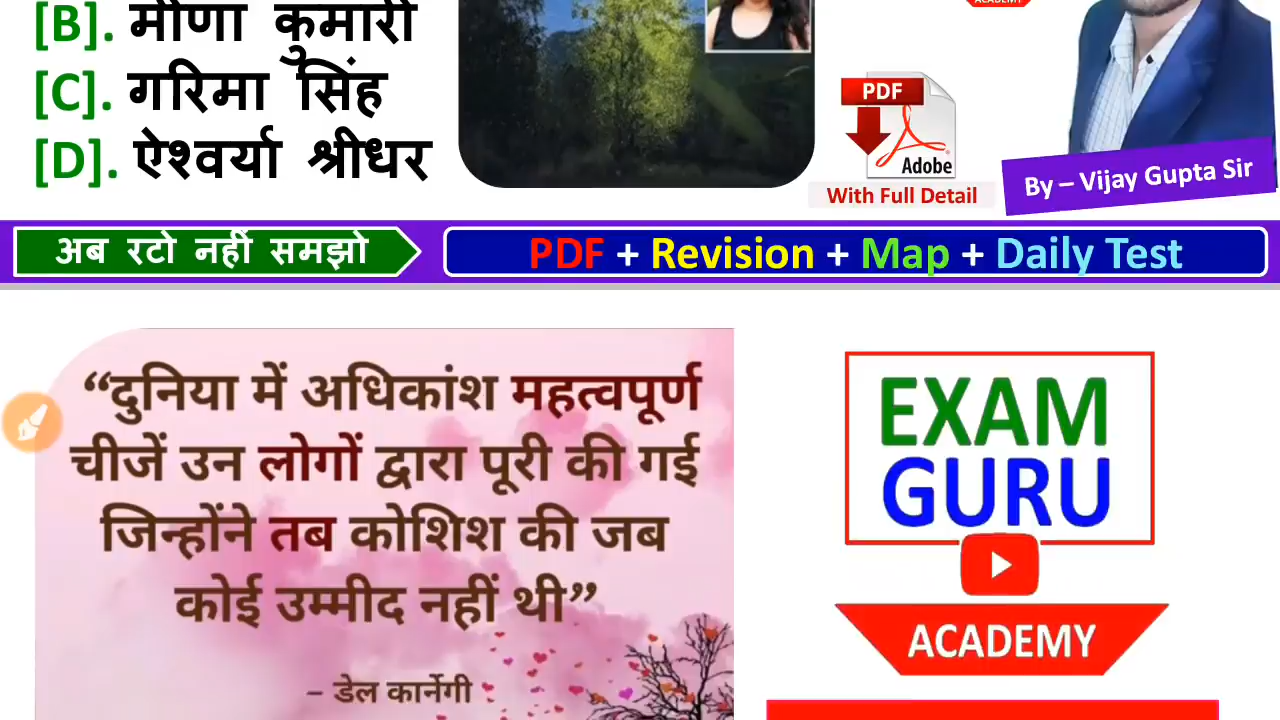 [B]. मीणा कुमारी
[C]. गरिमा सिंह
[D]. ऐश्वर्या श्रीधर
ACADEMY
PDF
Adobe
With Full Detail
By – Vijay Gupta Sir
अब रटो नहीं समझो
PDF + Revision + Map + Daily Test
“दुनिया में अधिकांश महत्वपूर्ण
चीजें उन लोगों द्वारा पूरी की गई
जिन्होंने तब कोशिश की जब
कोई उम्मीद नहीं थी”
– डेल कार्नेगी
EXAM
GURU
ACADEMY